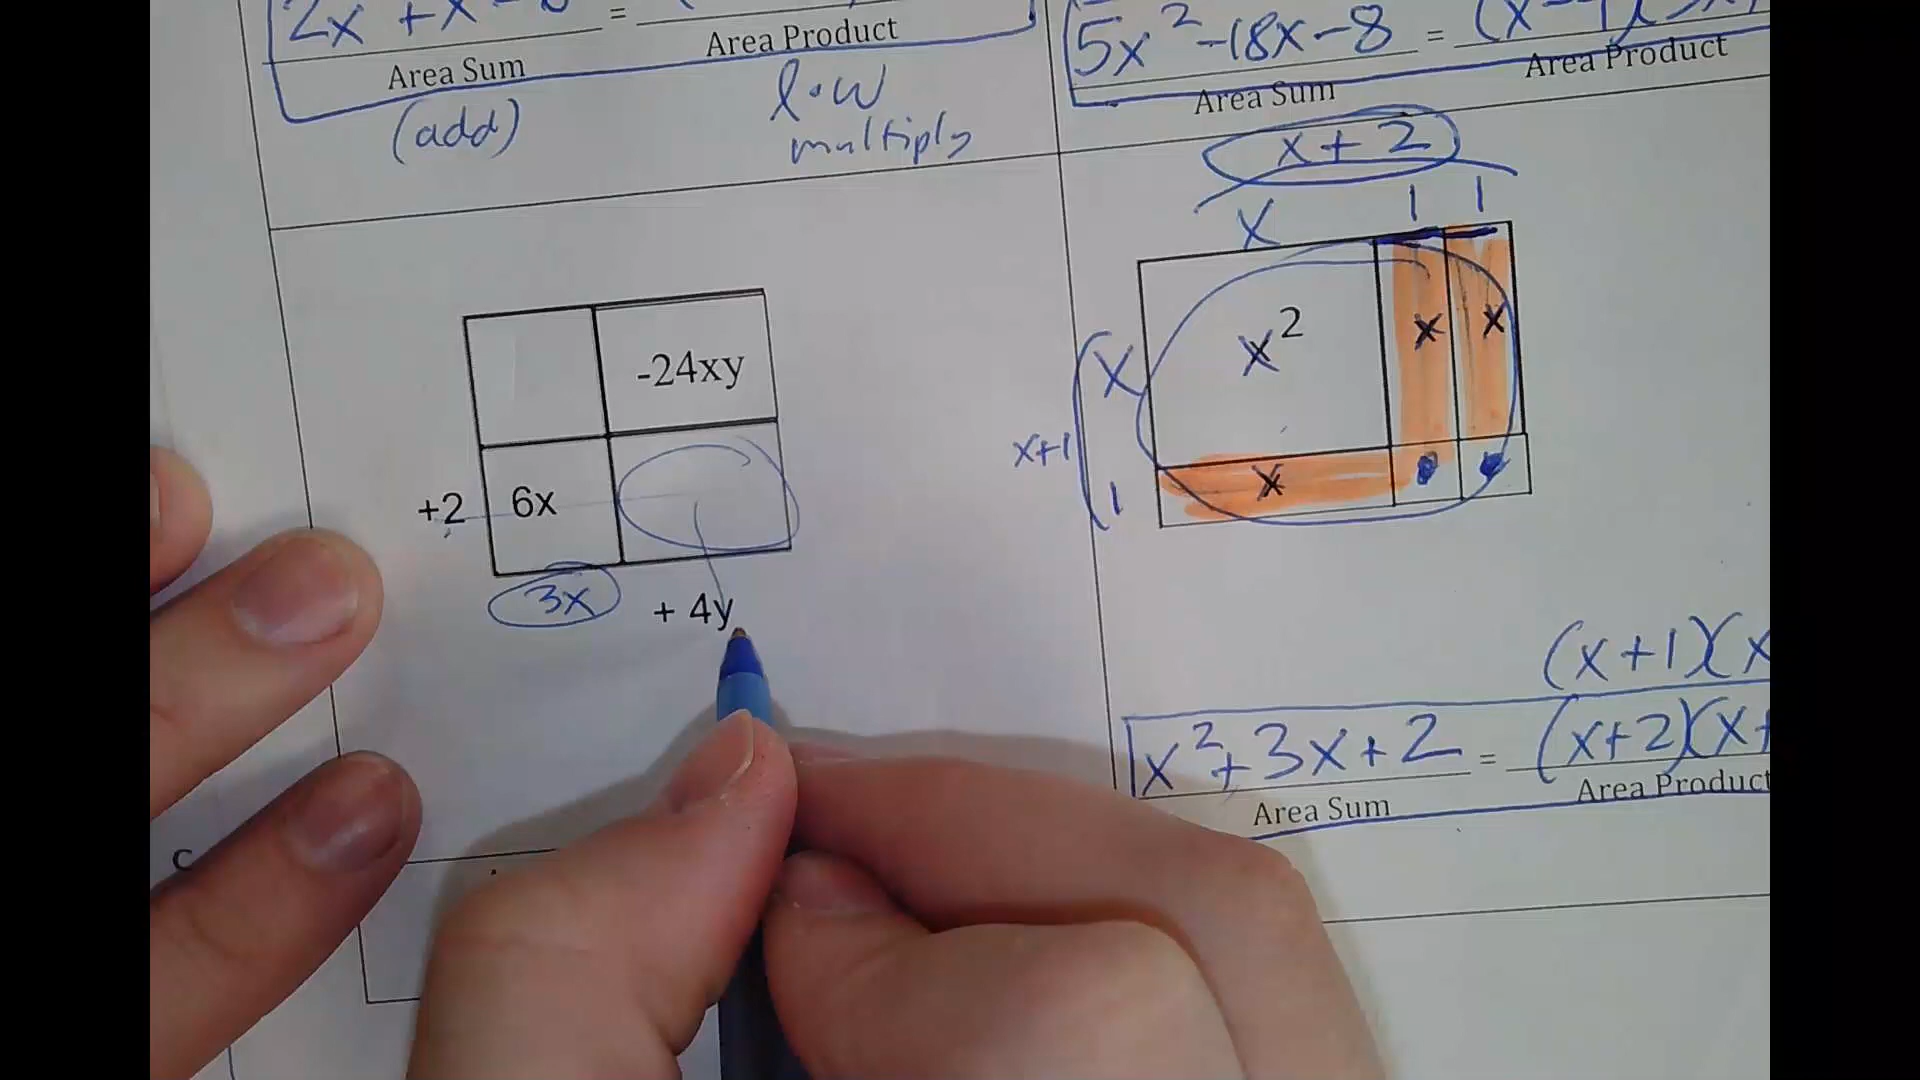 2x + x
=
Area Sum
Area Product
(add)
l·w
multiply
5x² -18x -8 =
Area Sum
Area Product
-24xy
+2
6x
3x
+ 4y
x + 2
x
1
1
x
x²
x
x
x+1
1
x
(x+1)(x
x² + 3x + 2 = (x+2)(x+
Area Sum
Area Product
C